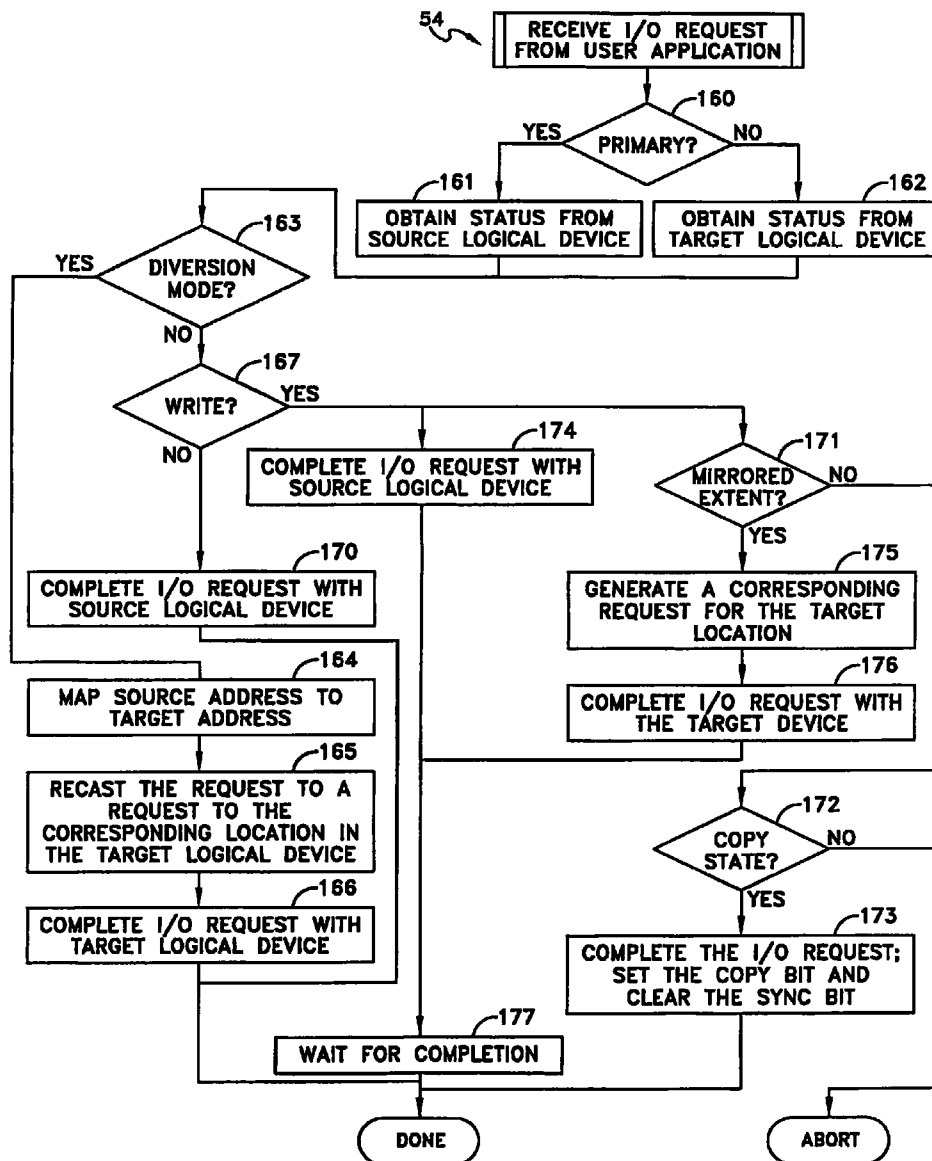 54
RECEIVE I/O REQUEST
FROM USER APPLICATION
160
YES
PRIMARY?
NO
161
OBTAIN STATUS FROM
SOURCE LOGICAL DEVICE
162
OBTAIN STATUS FROM
TARGET LOGICAL DEVICE
163
YES
DIVERSION
MODE?
NO
167
WRITE?
YES
NO
174
COMPLETE I/O REQUEST WITH
SOURCE LOGICAL DEVICE
171
MIRRORED
EXTENT?
NO
YES
170
COMPLETE I/O REQUEST WITH
SOURCE LOGICAL DEVICE
175
GENERATE A CORRESPONDING
REQUEST FOR THE TARGET
LOCATION
164
MAP SOURCE ADDRESS TO
TARGET ADDRESS
176
COMPLETE I/O REQUEST WITH
THE TARGET DEVICE
165
RECAST THE REQUEST TO A
REQUEST TO THE
CORRESPONDING LOCATION IN
THE TARGET LOGICAL DEVICE
172
COPY
STATE?
NO
YES
166
COMPLETE I/O REQUEST WITH
TARGET LOGICAL DEVICE
173
COMPLETE THE I/O REQUEST;
SET THE COPY BIT AND
CLEAR THE SYNC BIT
177
WAIT FOR COMPLETION
DONE
ABORT